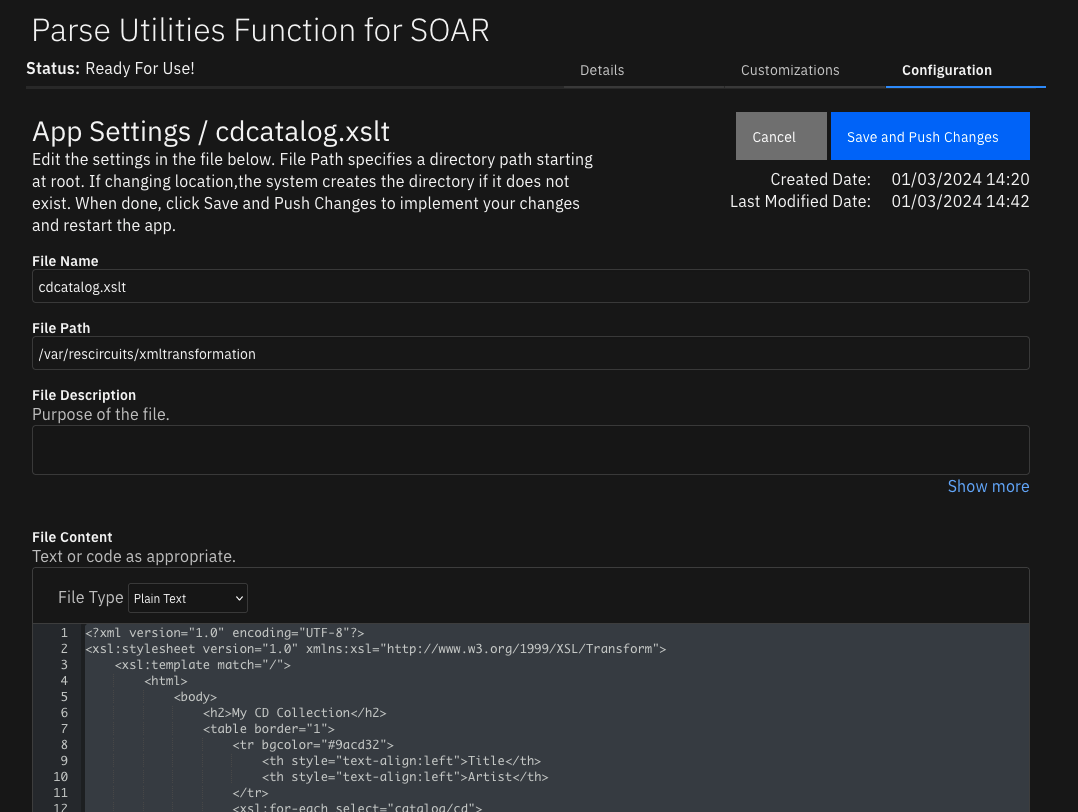 Parse Utilities Function for SOAR
Status: Ready For Use!
Details
Customizations
Configuration
App Settings / cdcatalog.xslt
Cancel
Save and Push Changes
Edit the settings in the file below. File Path specifies a directory path starting
at root. If changing location,the system creates the directory if it does not
exist. When done, click Save and Push Changes to implement your changes
and restart the app.
Created Date: 01/03/2024 14:20
Last Modified Date: 01/03/2024 14:42
File Name
cdcatalog.xslt
File Path
/var/rescircuits/xmltransformation
File Description
Purpose of the file.
Show more
File Content
Text or code as appropriate.
File Type Plain Text
1 <?xml version="1.0" encoding="UTF-8"?>
2 <xsl:stylesheet version="1.0" xmlns:xsl="http://www.w3.org/1999/XSL/Transform">
3 <xsl:template match="/">
4 <html>
5 <body>
6 <h2>My CD Collection</h2>
7 <table border="1">
8 <tr bgcolor="#9acd32">
9 <th style="text-align:left">Title</th>
10 <th style="text-align:left">Artist</th>
11 </tr>
12 <xsl:for-each select="catalog/cd">